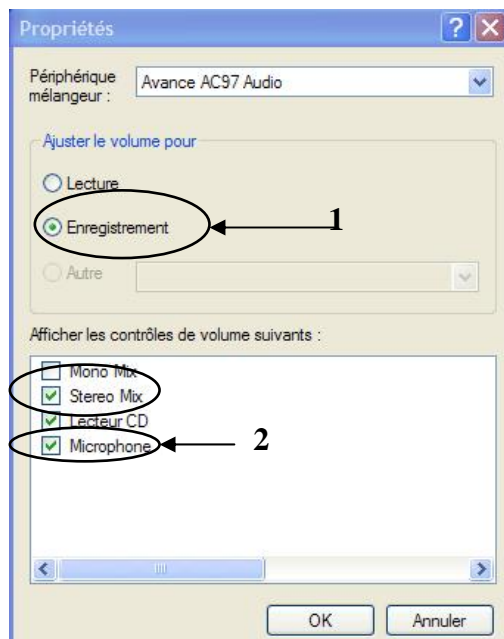 Propriétés
Périphérique
mélangeur :
Avance AC97 Audio
Ajuster le volume pour
Lecture
Enregistrement
1
Autre
Afficher les contrôles de volume suivants :
Mono Mix
Stereo Mix
Lecteur CD
Microphone
2
OK
Annuler